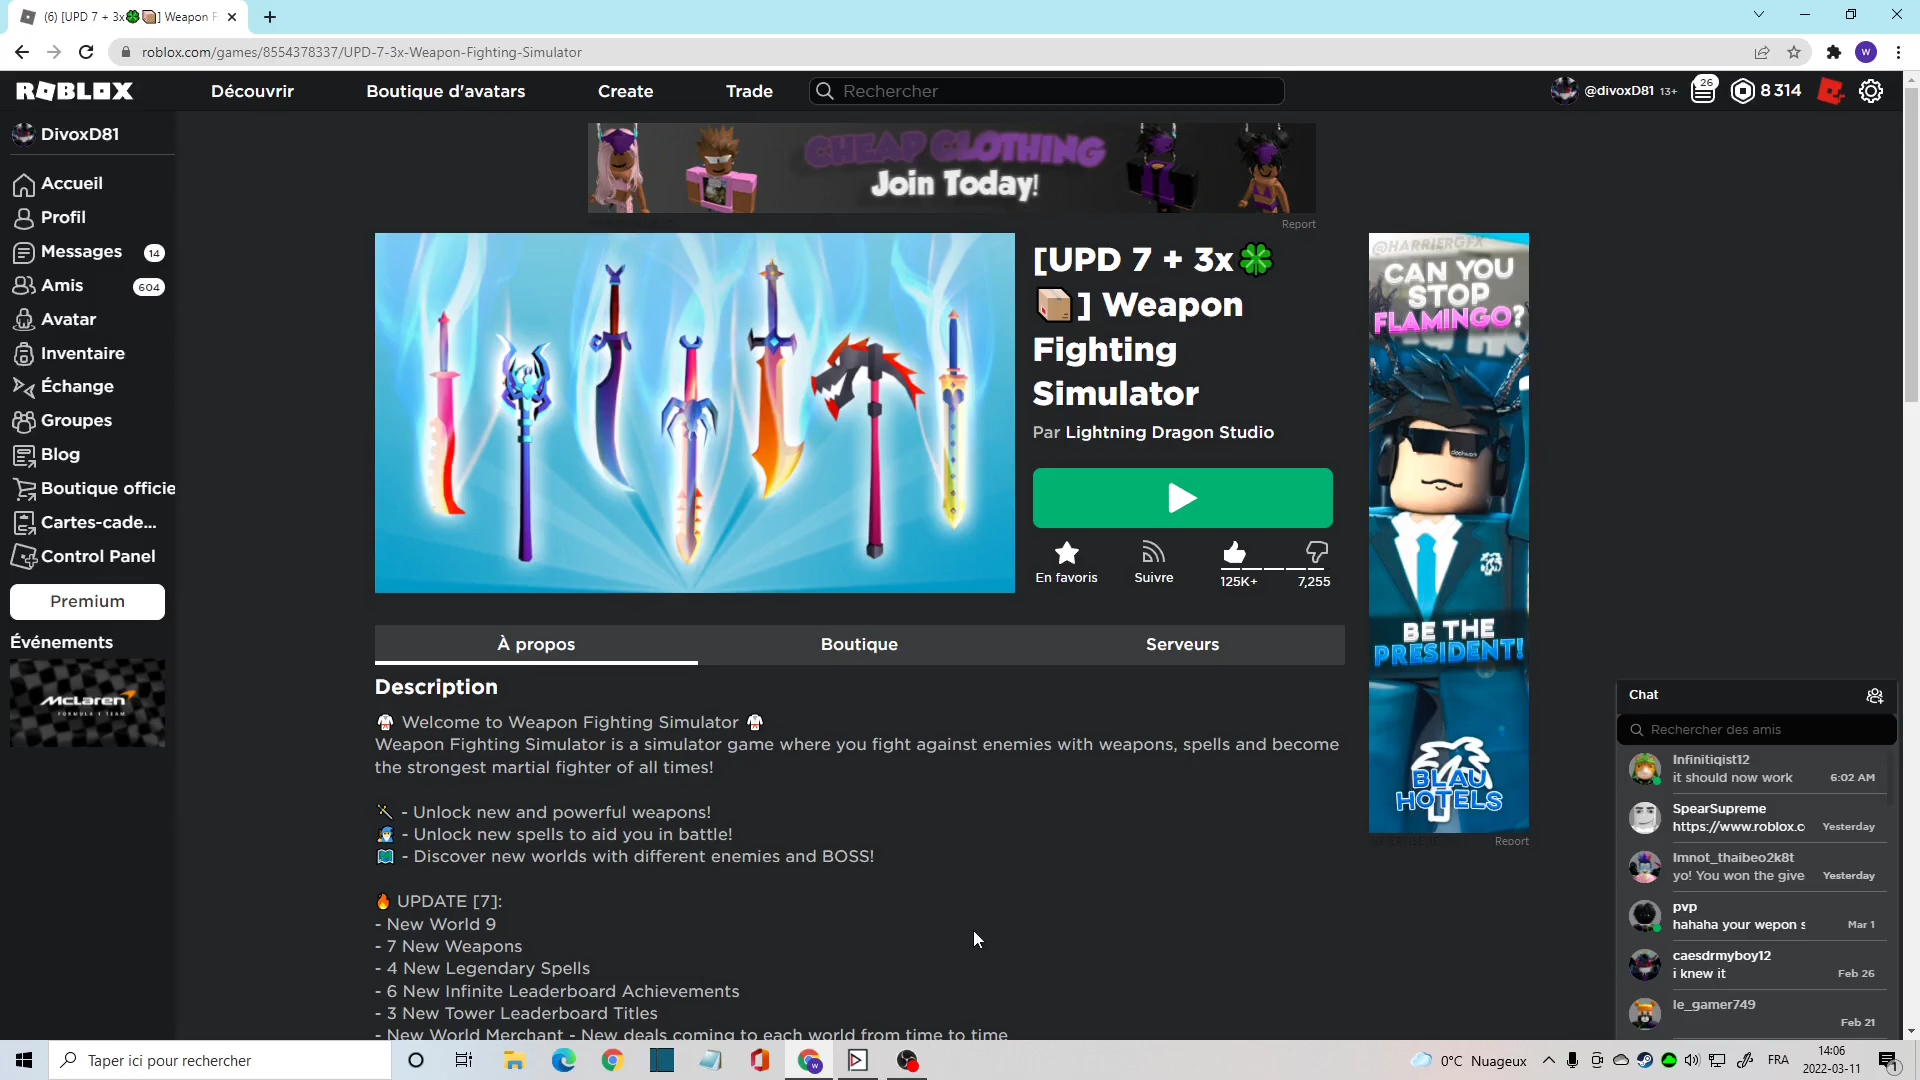 (6) [UPD 7 + 3x🍀📦] Weapon F
roblox.com/games/8554378337/UPD-7-3x-Weapon-Fighting-Simulator
W
ROBLOX
Découvrir
Boutique d'avatars
Create
Trade
Rechercher
@divoxD81 13+
26
8 314
DivoxD81
Accueil
Profil
Messages 14
Amis 604
Avatar
Inventaire
Échange
Groupes
Blog
Boutique officie
Cartes-cade...
Control Panel
Premium
Événements
McLaren
FORMULA 1 TEAM
CHEAP CLOTHING
Join Today!
Report
[UPD 7 + 3x🍀
📦] Weapon
Fighting
Simulator
Par Lightning Dragon Studio
En favoris
Suivre
125K+
7,255
@HARRIERGFX
CAN YOU
STOP
FLAMINGO?
BE THE
PRESIDENT!
BLAU
HOTELS
Report
À propos
Boutique
Serveurs
Description
🥋 Welcome to Weapon Fighting Simulator 🥋
Weapon Fighting Simulator is a simulator game where you fight against enemies with weapons, spells and become
the strongest martial fighter of all times!
- Unlock new and powerful weapons!
- Unlock new spells to aid you in battle!
- Discover new worlds with different enemies and BOSS!
🔥 UPDATE [7]:
- New World 9
- 7 New Weapons
- 4 New Legendary Spells
- 6 New Infinite Leaderboard Achievements
- 3 New Tower Leaderboard Titles
- New World Merchant - New deals coming to each world from time to time
Chat
Rechercher des amis
Infinitiqist12
it should now work 6:02 AM
SpearSupreme
https://www.roblox.c Yesterday
Imnot_thaibeo2k8t
yo! You won the give Yesterday
pvp
hahaha your wepon s Mar 1
caesdrmyboy12
i knew it Feb 26
le_gamer749
Feb 21
Taper ici pour rechercher
0°C Nuageux
FRA
14:06
2022-03-11
1